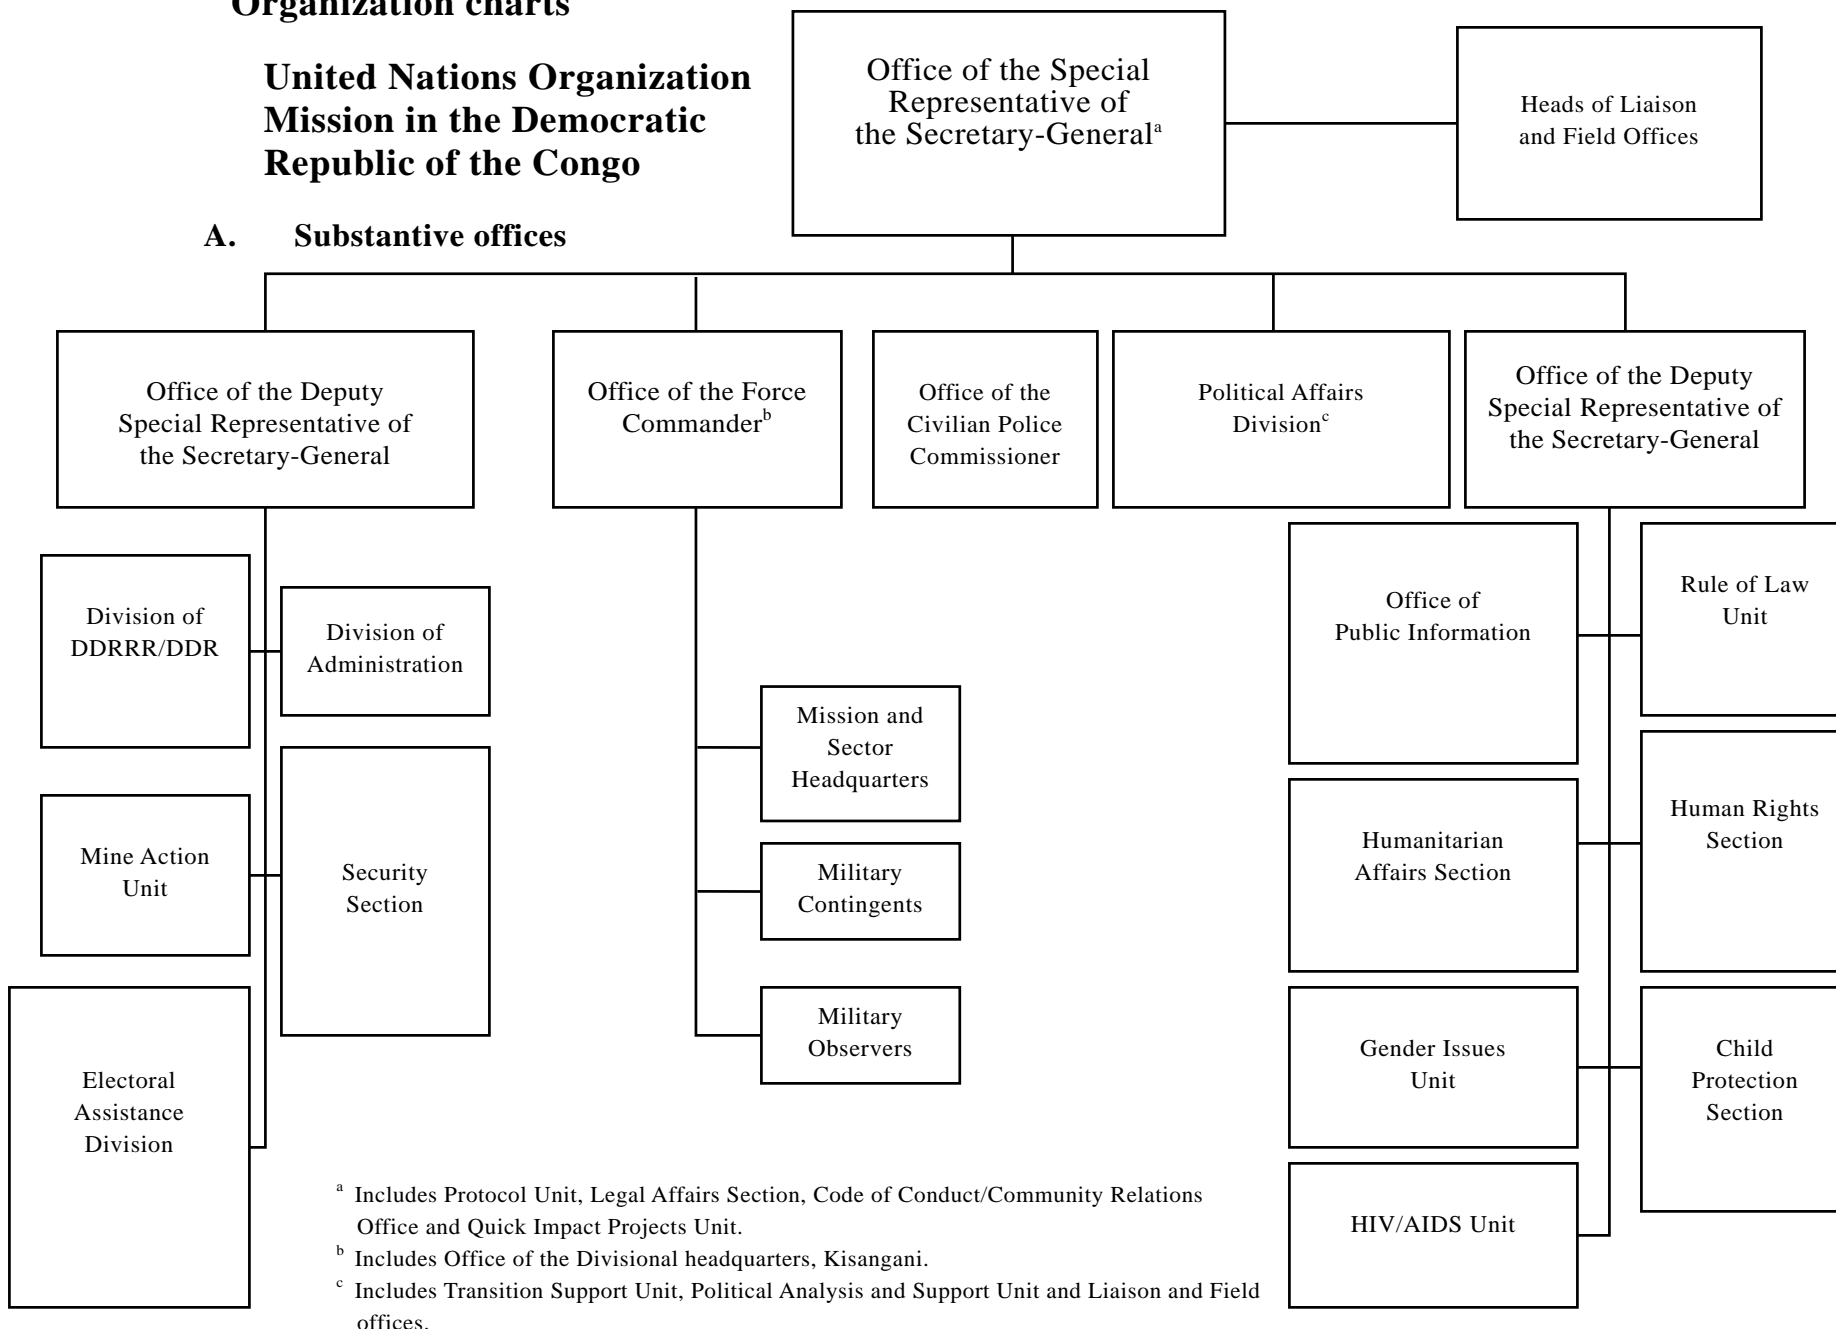 Organization charts
United Nations Organization
Mission in the Democratic
Republic of the Congo
A. Substantive offices
Office of the Special
Representative of
the Secretary-Generalᵃ
Heads of Liaison
and Field Offices
Office of the Deputy
Special Representative of
the Secretary-General
Office of the Force
Commanderᵇ
Office of the
Civilian Police
Commissioner
Political Affairs
Divisionᶜ
Office of the Deputy
Special Representative of
the Secretary-General
Division of
DDRRR/DDR
Division of
Administration
Mine Action
Unit
Security
Section
Electoral
Assistance
Division
Mission and
Sector
Headquarters
Military
Contingents
Military
Observers
Office of
Public Information
Rule of Law
Unit
Humanitarian
Affairs Section
Human Rights
Section
Gender Issues
Unit
Child
Protection
Section
HIV/AIDS Unit
ᵃ Includes Protocol Unit, Legal Affairs Section, Code of Conduct/Community Relations
Office and Quick Impact Projects Unit.
ᵇ Includes Office of the Divisional headquarters, Kisangani.
ᶜ Includes Transition Support Unit, Political Analysis and Support Unit and Liaison and Field
offices.